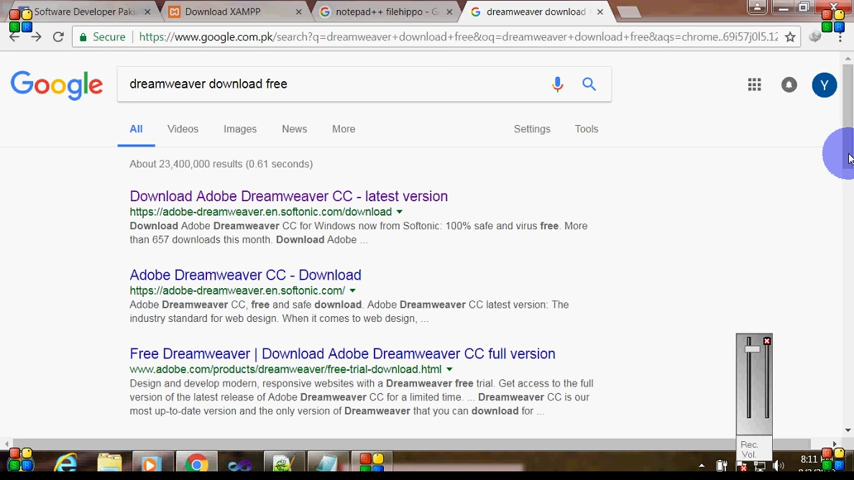 Software Developer Pak
Download XAMPP
notepad++ filehippo - G
dreamweaver download
Secure
https://www.google.com.pk/search?q=dreamweaver+download+free&oq=dreamweaver+download+free&aqs=chrome..69i57j0l5.12
Google
dreamweaver download free
Y
All
Videos
Images
News
More
Settings
Tools
About 23,400,000 results (0.61 seconds)
Download Adobe Dreamweaver CC - latest version
https://adobe-dreamweaver.en.softonic.com/download
Download Adobe Dreamweaver CC for Windows now from Softonic: 100% safe and virus free. More
than 657 downloads this month. Download Adobe ...
Adobe Dreamweaver CC - Download
https://adobe-dreamweaver.en.softonic.com/
Adobe Dreamweaver CC, free and safe download. Adobe Dreamweaver CC latest version: The
industry standard for web design. When it comes to web design, ...
Free Dreamweaver | Download Adobe Dreamweaver CC full version
www.adobe.com/products/dreamweaver/free-trial-download.html
Design and develop modern, responsive websites with a Dreamweaver free trial. Get access to the full
version of the latest release of Adobe Dreamweaver CC for a limited time. ... Dreamweaver CC is our
most up-to-date version and the only version of Dreamweaver that you can download for ...
Rec.
Vol.
8:11